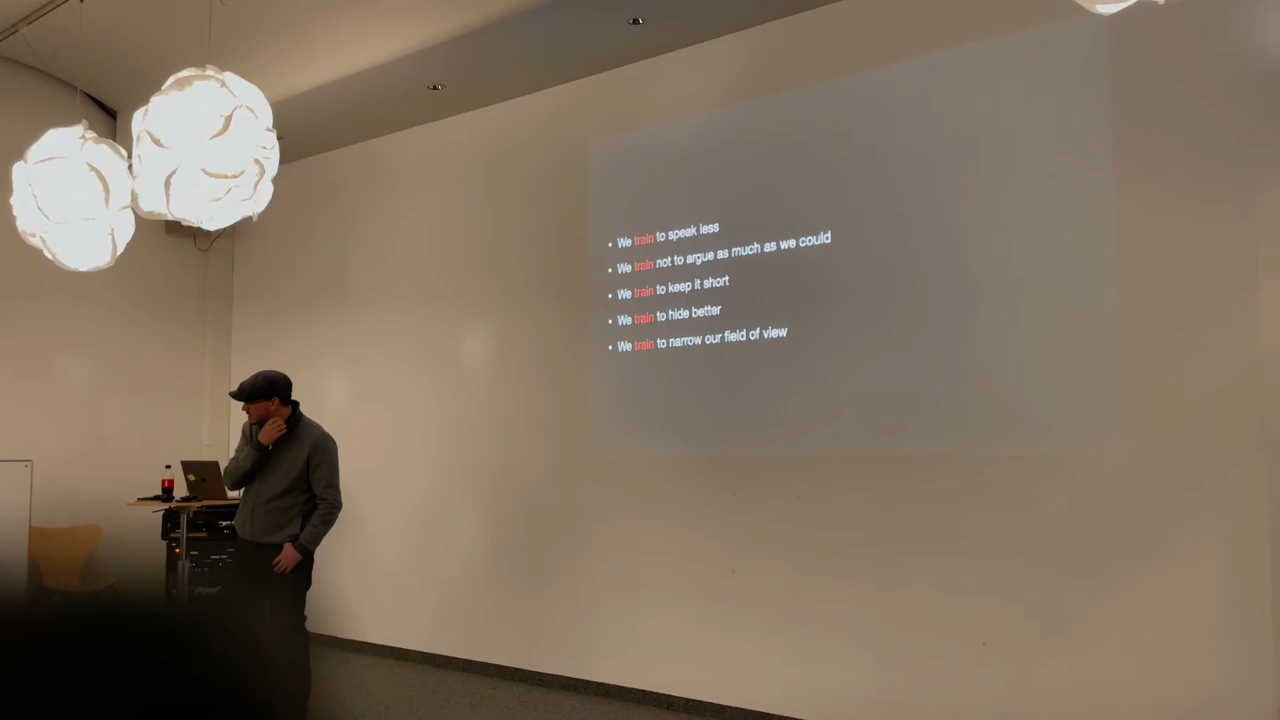 • We train to speak less
• We train not to argue as much as we could
• We train to keep it short
• We train to hide better
• We train to narrow our field of view